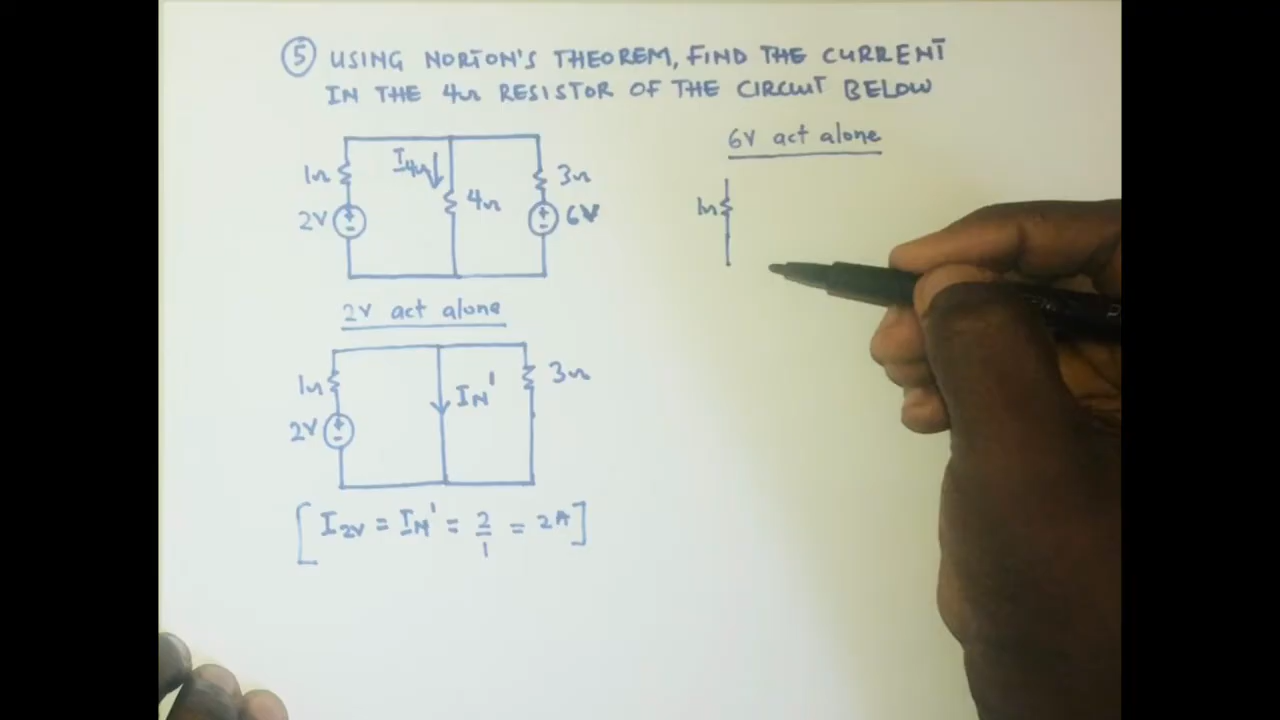 ⑤ USING NORTON'S THEOREM, FIND THE CURRENT
IN THE 4Ω RESISTOR OF THE CIRCUIT BELOW
1Ω
I4Ω
4Ω
3Ω
2V
+
-
+
-
6V
2V act alone
1Ω
2V
+
-
IN'
3Ω
[I2V = IN' = 2/1 = 2A]
6V act alone
1Ω